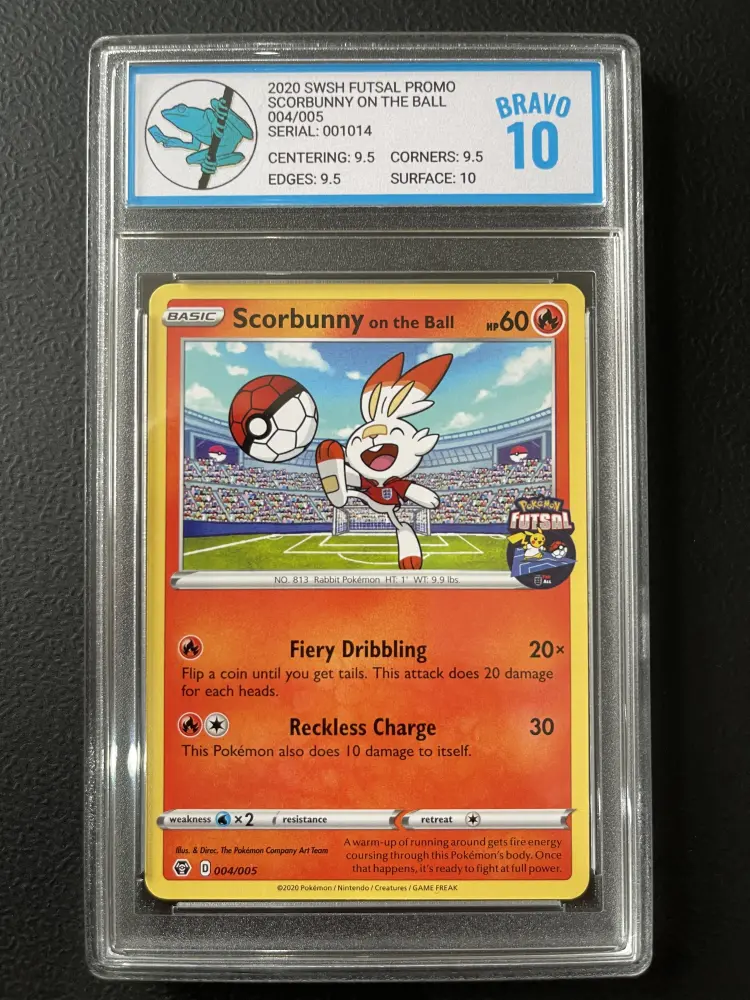 2020 SWSH FUTSAL PROMO
SCORBUNNY ON THE BALL
004/005
SERIAL: 001014
CENTERING: 9.5 CORNERS: 9.5
EDGES: 9.5 SURFACE: 10
BRAVO
10
BASIC Scorbunny on the Ball HP60
POKéMON
FUTSAL
NO. 813 Rabbit Pokémon HT: 1' WT: 9.9 lbs.
Fiery Dribbling 20×
Flip a coin until you get tails. This attack does 20 damage
for each heads.
Reckless Charge 30
This Pokémon also does 10 damage to itself.
weakness ×2 resistance retreat
Illus. & Direc. The Pokémon Company Art Team
D 004/005
A warm-up of running around gets fire energy
coursing through this Pokémon's body. Once
that happens, it's ready to fight at full power.
©2020 Pokémon / Nintendo / Creatures / GAME FREAK